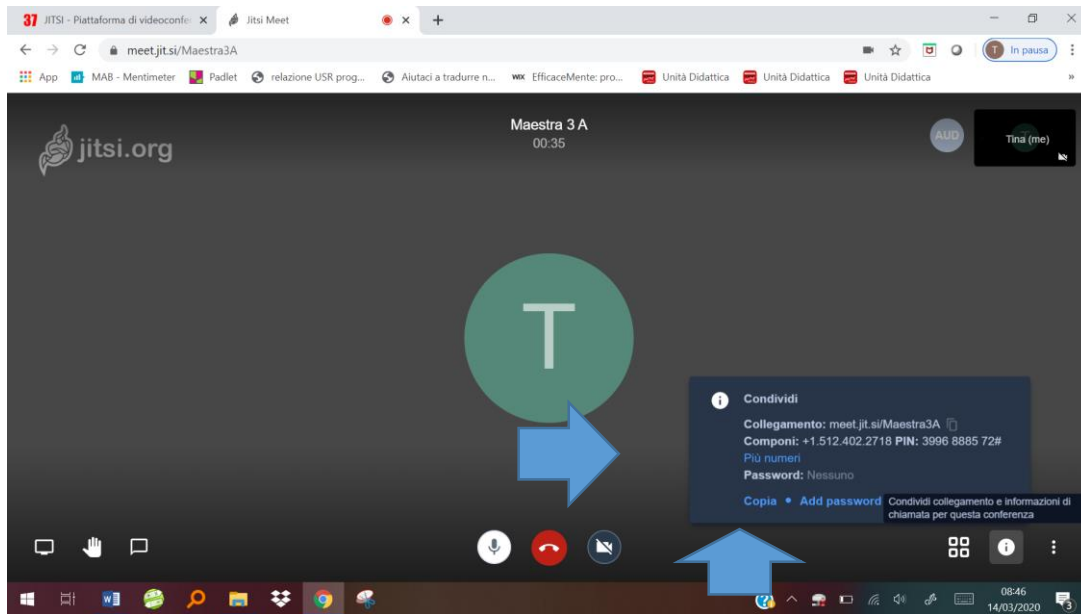 37 JITSI - Piattaforma di videoconfe
Jitsi Meet
meet.jit.si/Maestra3A
T In pausa
App MAB - Mentimeter Padlet relazione USR prog... Aiutaci a tradurre n... WIX EfficaceMente: pro... Unità Didattica Unità Didattica Unità Didattica
jitsi.org
Maestra 3 A
00:35
AUD
Tina (me)
T
Condividi
Collegamento: meet.jit.si/Maestra3A
Componi: +1.512.402.2718 PIN: 3996 8885 72#
Più numeri
Password: Nessuno
Copia • Add password
Condividi collegamento e informazioni di
chiamata per questa conferenza
08:46
14/03/2020